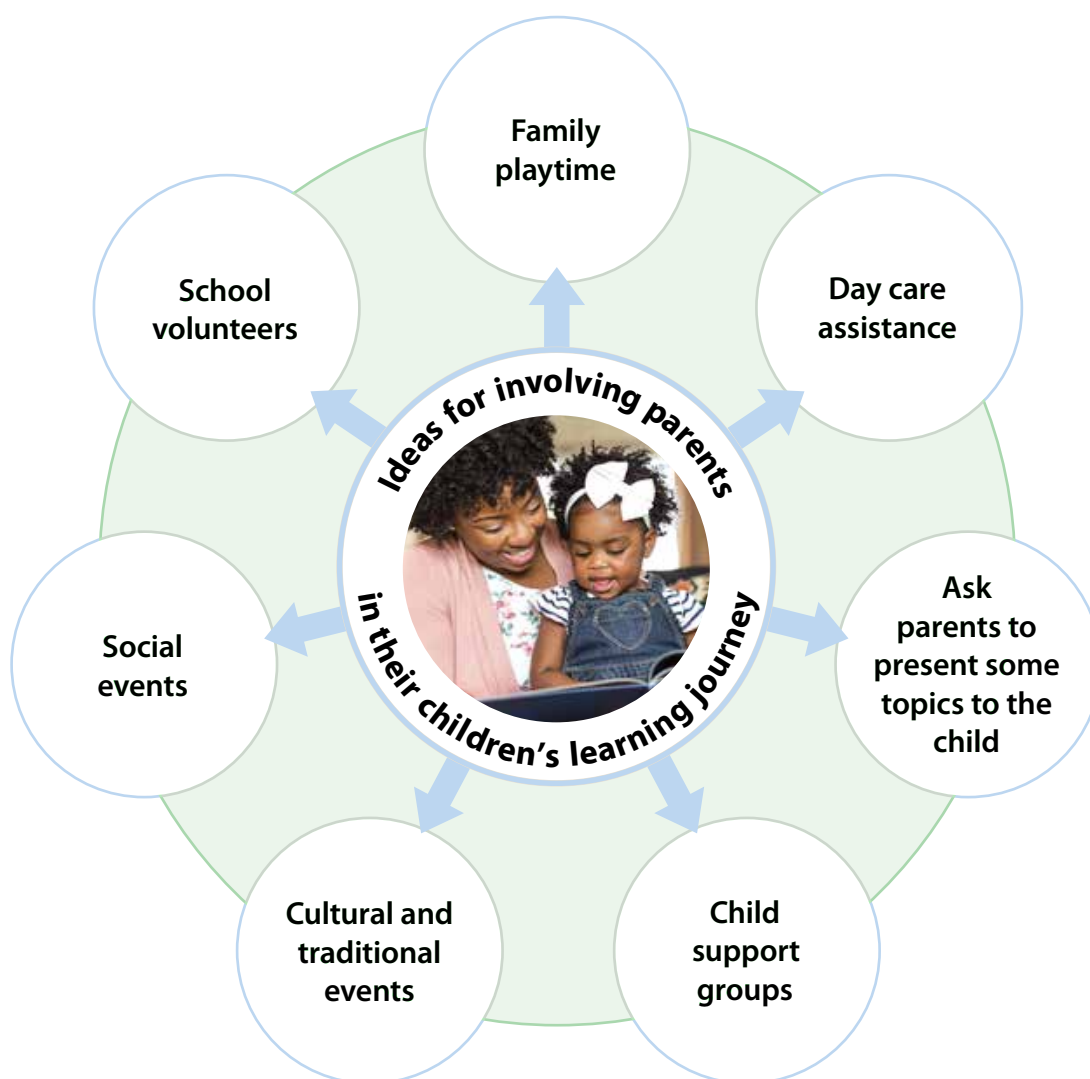 Ideas for involving parents
in their children's learning journey
Family
playtime
Day care
assistance
Ask
parents to
present some
topics to the
child
Child
support
groups
Cultural and
traditional
events
Social
events
School
volunteers